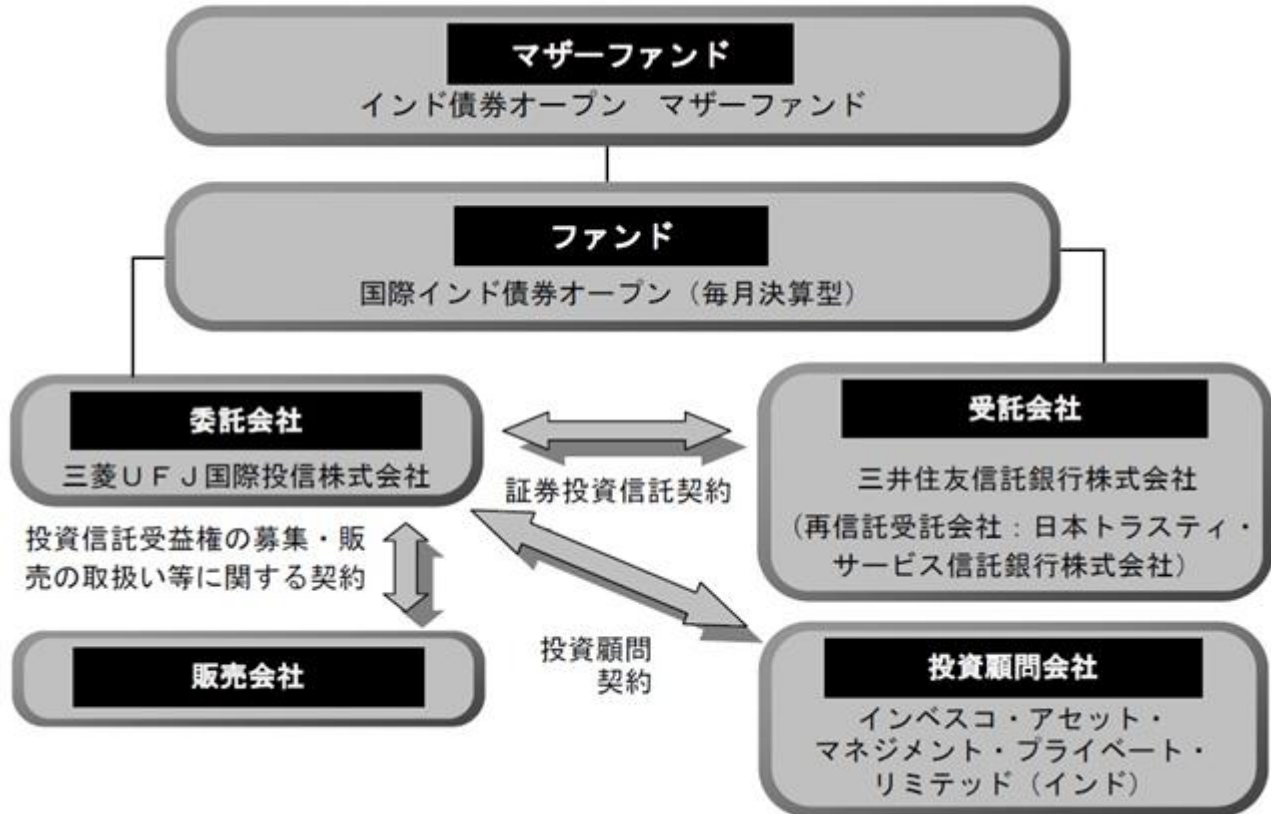 マザーファンド
インド債券オープン　マザーファンド
ファンド
国際インド債券オープン（毎月決算型）
委託会社
三菱ＵＦＪ国際投信株式会社
証券投資信託契約
受託会社
三井住友信託銀行株式会社
（再信託受託会社：日本トラスティ・
サービス信託銀行株式会社）
投資信託受益権の募集・販
売の取扱い等に関する契約
販売会社
投資顧問
契約
投資顧問会社
インベスコ・アセット・
マネジメント・プライベート・
リミテッド（インド）